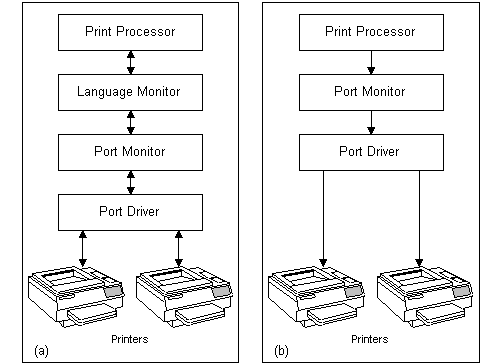 Print Processor
Language Monitor
Port Monitor
Port Driver
(a)
Printers
Print Processor
Port Monitor
Port Driver
(b)
Printers